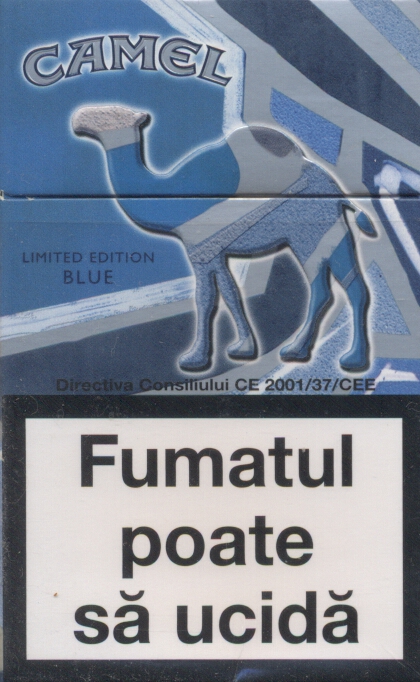 CAMEL
LIMITED EDITION
BLUE
Directiva Consiliului CE 2001/37/CEE
Fumatul
poate
să ucidă